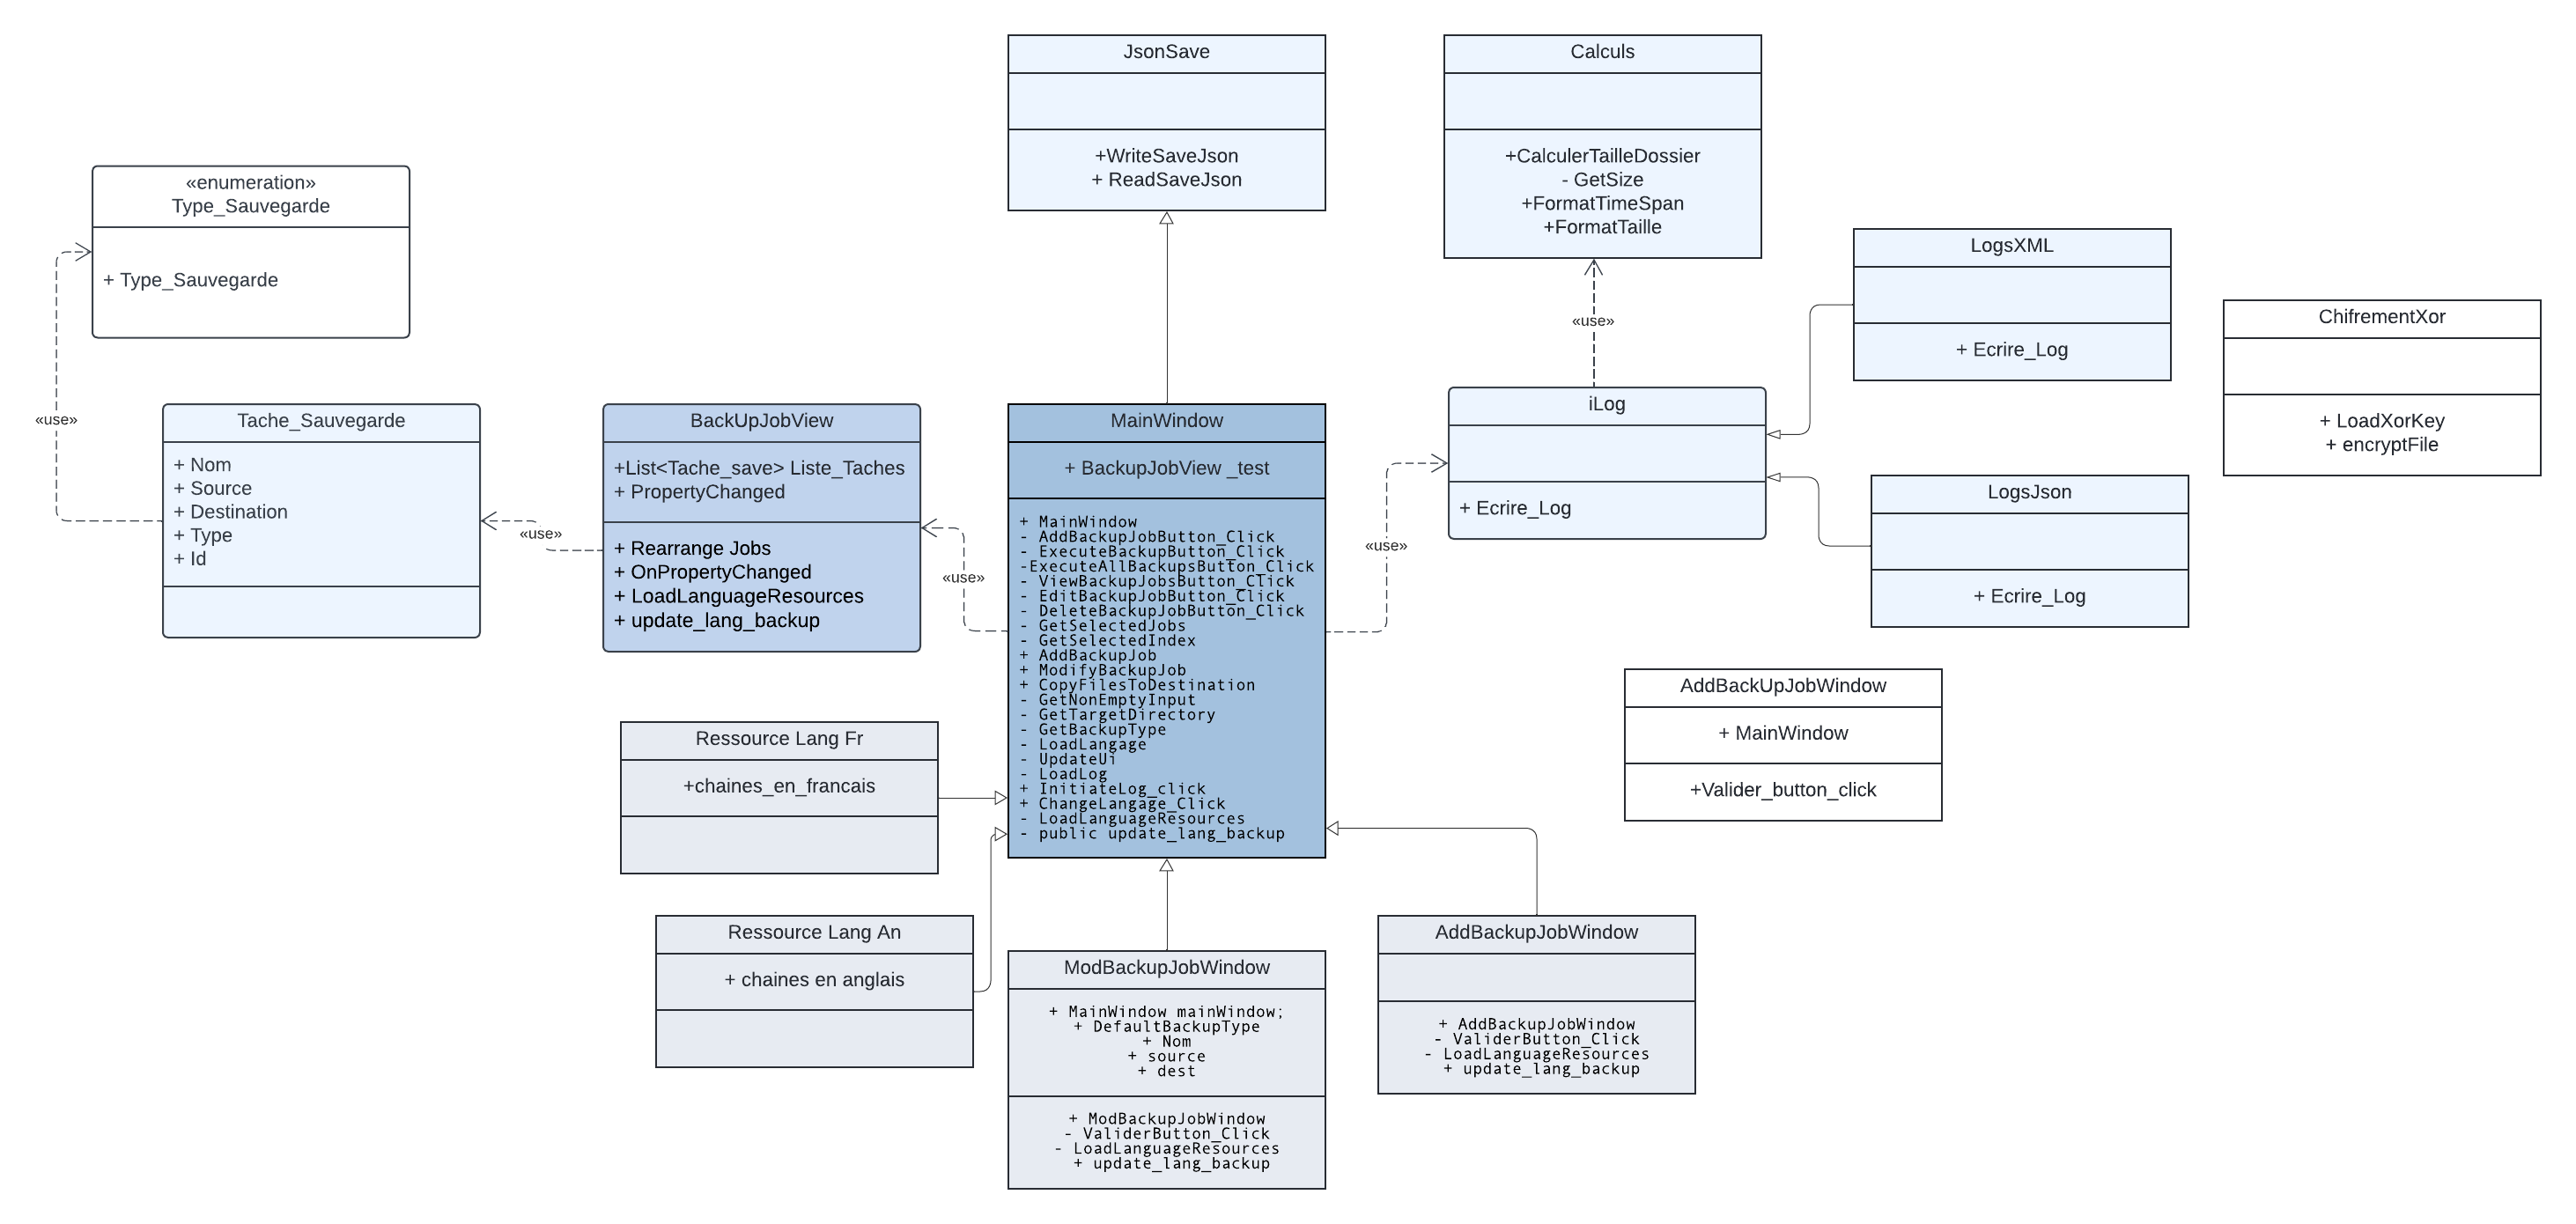 JsonSave
+WriteSaveJson
+ ReadSaveJson
Calculs
+CalculerTailleDossier
- GetSize
+FormatTimeSpan
+FormatTaille
«enumeration»
Type_Sauvegarde
+ Type_Sauvegarde
LogsXML
+ Ecrire_Log
ChifrementXor
+ LoadXorKey
+ encryptFile
«use»
«use»
Tache_Sauvegarde
+ Nom
+ Source
+ Destination
+ Type
+ Id
«use»
BackUpJobView
+List<Tache_save> Liste_Taches
+ PropertyChanged
+ Rearrange Jobs
+ OnPropertyChanged
+ LoadLanguageResources
+ update_lang_backup
«use»
MainWindow
+ BackupJobView _test
+ MainWindow
- AddBackupJobButton_Click
- ExecuteBackupButton_Click
-ExecuteAllBackupsButton_Click
- ViewBackupJobsButton_Click
- EditBackupJobButton_Click
- DeleteBackupJobButton_Click
- GetSelectedJobs
- GetSelectedIndex
+ AddBackupJob
+ ModifyBackupJob
+ CopyFilesToDestination
- GetNonEmptyInput
- GetTargetDirectory
- GetBackupType
- LoadLangage
- UpdateUi
- LoadLog
+ InitiateLog_click
+ ChangeLangage_Click
- LoadLanguageResources
- public update_lang_backup
«use»
iLog
+ Ecrire_Log
LogsJson
+ Ecrire_Log
AddBackUpJobWindow
+ MainWindow
+Valider_button_click
Ressource Lang Fr
+chaines_en_francais
Ressource Lang An
+ chaines en anglais
ModBackupJobWindow
+ MainWindow mainWindow;
+ DefaultBackupType
+ Nom
+ source
+ dest
+ ModBackupJobWindow
- ValiderButton_Click
- LoadLanguageResources
+ update_lang_backup
AddBackupJobWindow
+ AddBackupJobWindow
- ValiderButton_Click
- LoadLanguageResources
+ update_lang_backup